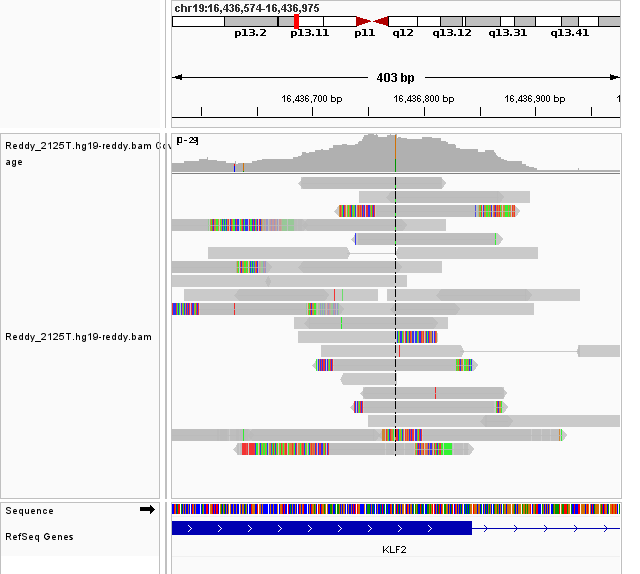 chr19:16,436,574-16,436,975
p13.2 p13.11 p11 q12 q13.12 q13.31 q13.41
403 bp
16,436,700 bp 16,436,800 bp 16,436,900 bp 1
Reddy_2125T.hg19-reddy.bam Cov
age
[0-29]
Reddy_2125T.hg19-reddy.bam
Sequence
RefSeq Genes
KLF2